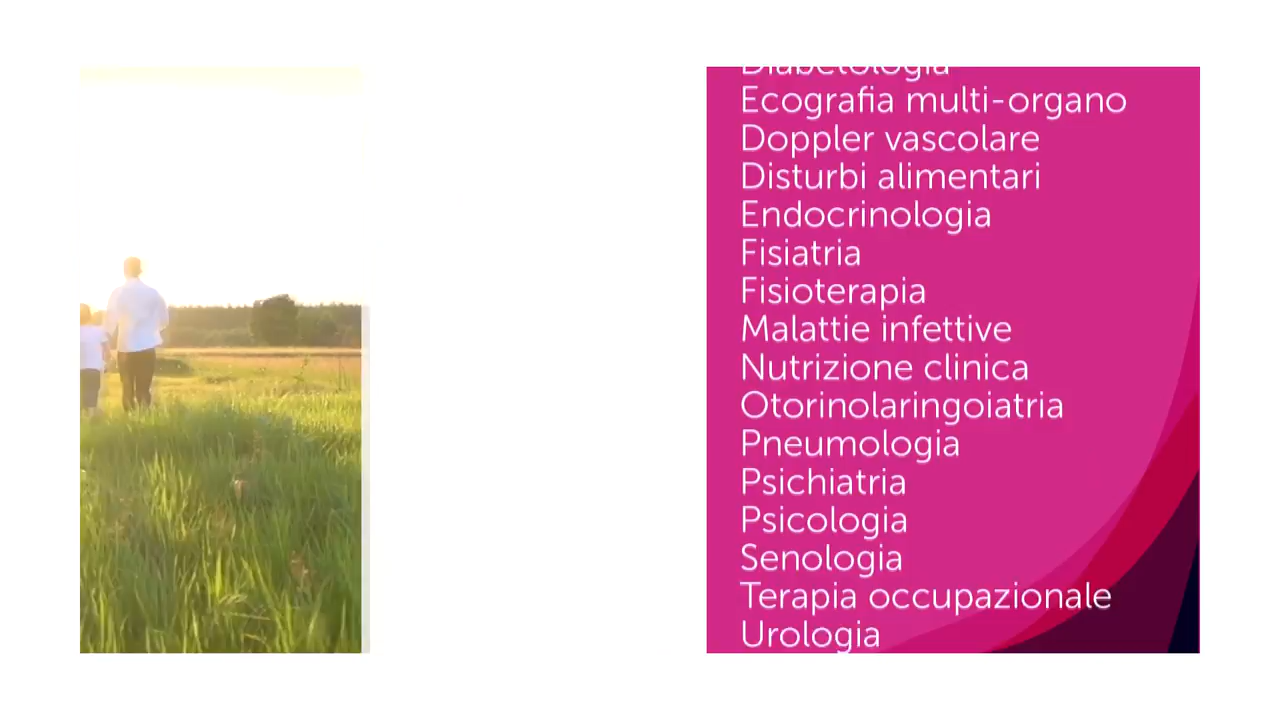 Diabetologia
Ecografia multi-organo
Doppler vascolare
Disturbi alimentari
Endocrinologia
Fisiatria
Fisioterapia
Malattie infettive
Nutrizione clinica
Otorinolaringoiatria
Pneumologia
Psichiatria
Psicologia
Senologia
Terapia occupazionale
Urologia